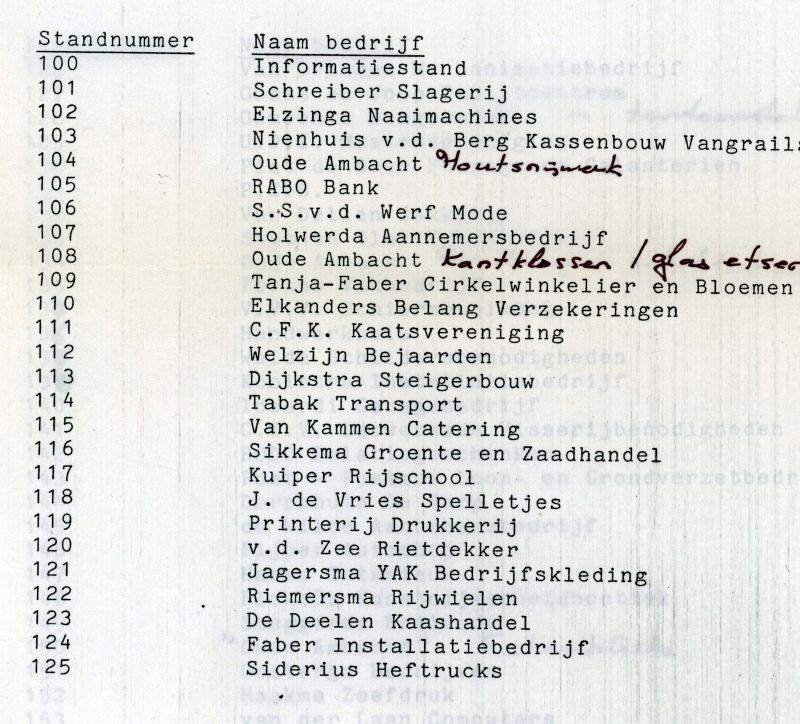 Standnummer Naam bedrijf
100 Informatiestand
101 Schreiber Slagerij
102 Elzinga Naaimachines
103 Nienhuis v.d. Berg Kassenbouw Vangrails
104 Oude Ambacht Houtsnijwerk
105 RABO Bank
106 S.S.v.d. Werf Mode
107 Holwerda Aannemersbedrijf
108 Oude Ambacht Kantklossen / glas etsen
109 Tanja-Faber Cirkelwinkelier en Bloemen
110 Elkanders Belang Verzekeringen
111 C.F.K. Kaatsvereniging
112 Welzijn Bejaarden
113 Dijkstra Steigerbouw
114 Tabak Transport
115 Van Kammen Catering
116 Sikkema Groente en Zaadhandel
117 Kuiper Rijschool
118 J. de Vries Spelletjes
119 Printerij Drukkerij
120 v.d. Zee Rietdekker
121 Jagersma YAK Bedrijfskleding
122 Riemersma Rijwielen
123 De Deelen Kaashandel
124 Faber Installatiebedrijf
125 Siderius Heftrucks